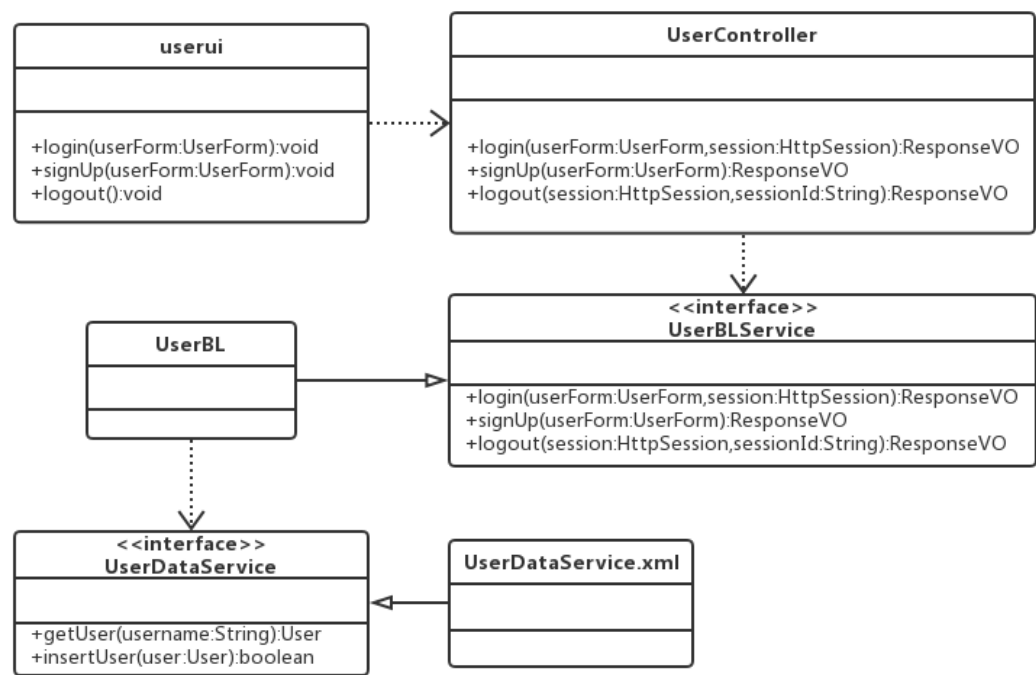 userui
+login(userForm:UserForm):void
+signUp(userForm:UserForm):void
+logout():void
UserController
+login(userForm:UserForm,session:HttpSession):ResponseVO
+signUp(userForm:UserForm):ResponseVO
+logout(session:HttpSession,sessionId:String):ResponseVO
UserBL
<<interface>>
UserBLService
+login(userForm:UserForm,session:HttpSession):ResponseVO
+signUp(userForm:UserForm):ResponseVO
+logout(session:HttpSession,sessionId:String):ResponseVO
<<interface>>
UserDataService
+getUser(username:String):User
+insertUser(user:User):boolean
UserDataService.xml